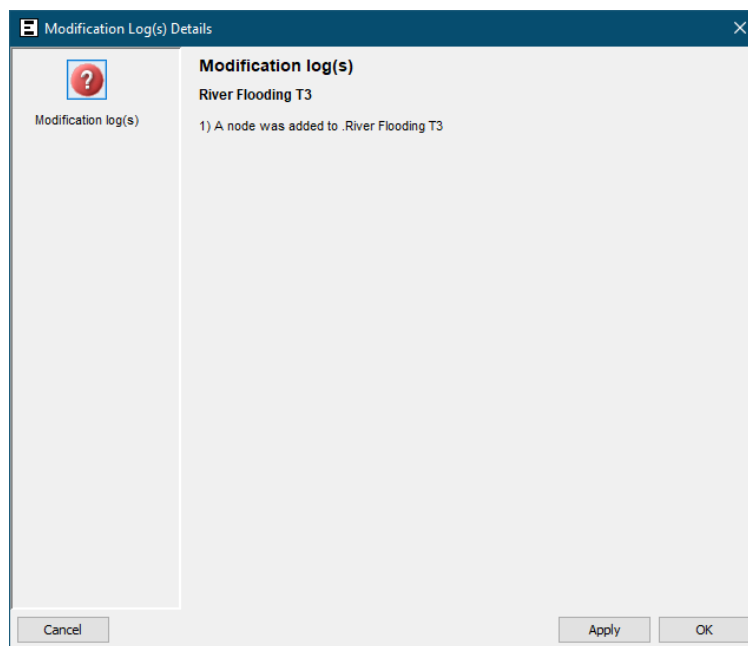 Modification Log(s) Details
Modification log(s)
Modification log(s)
River Flooding T3
1) A node was added to .River Flooding T3
Cancel
Apply
OK